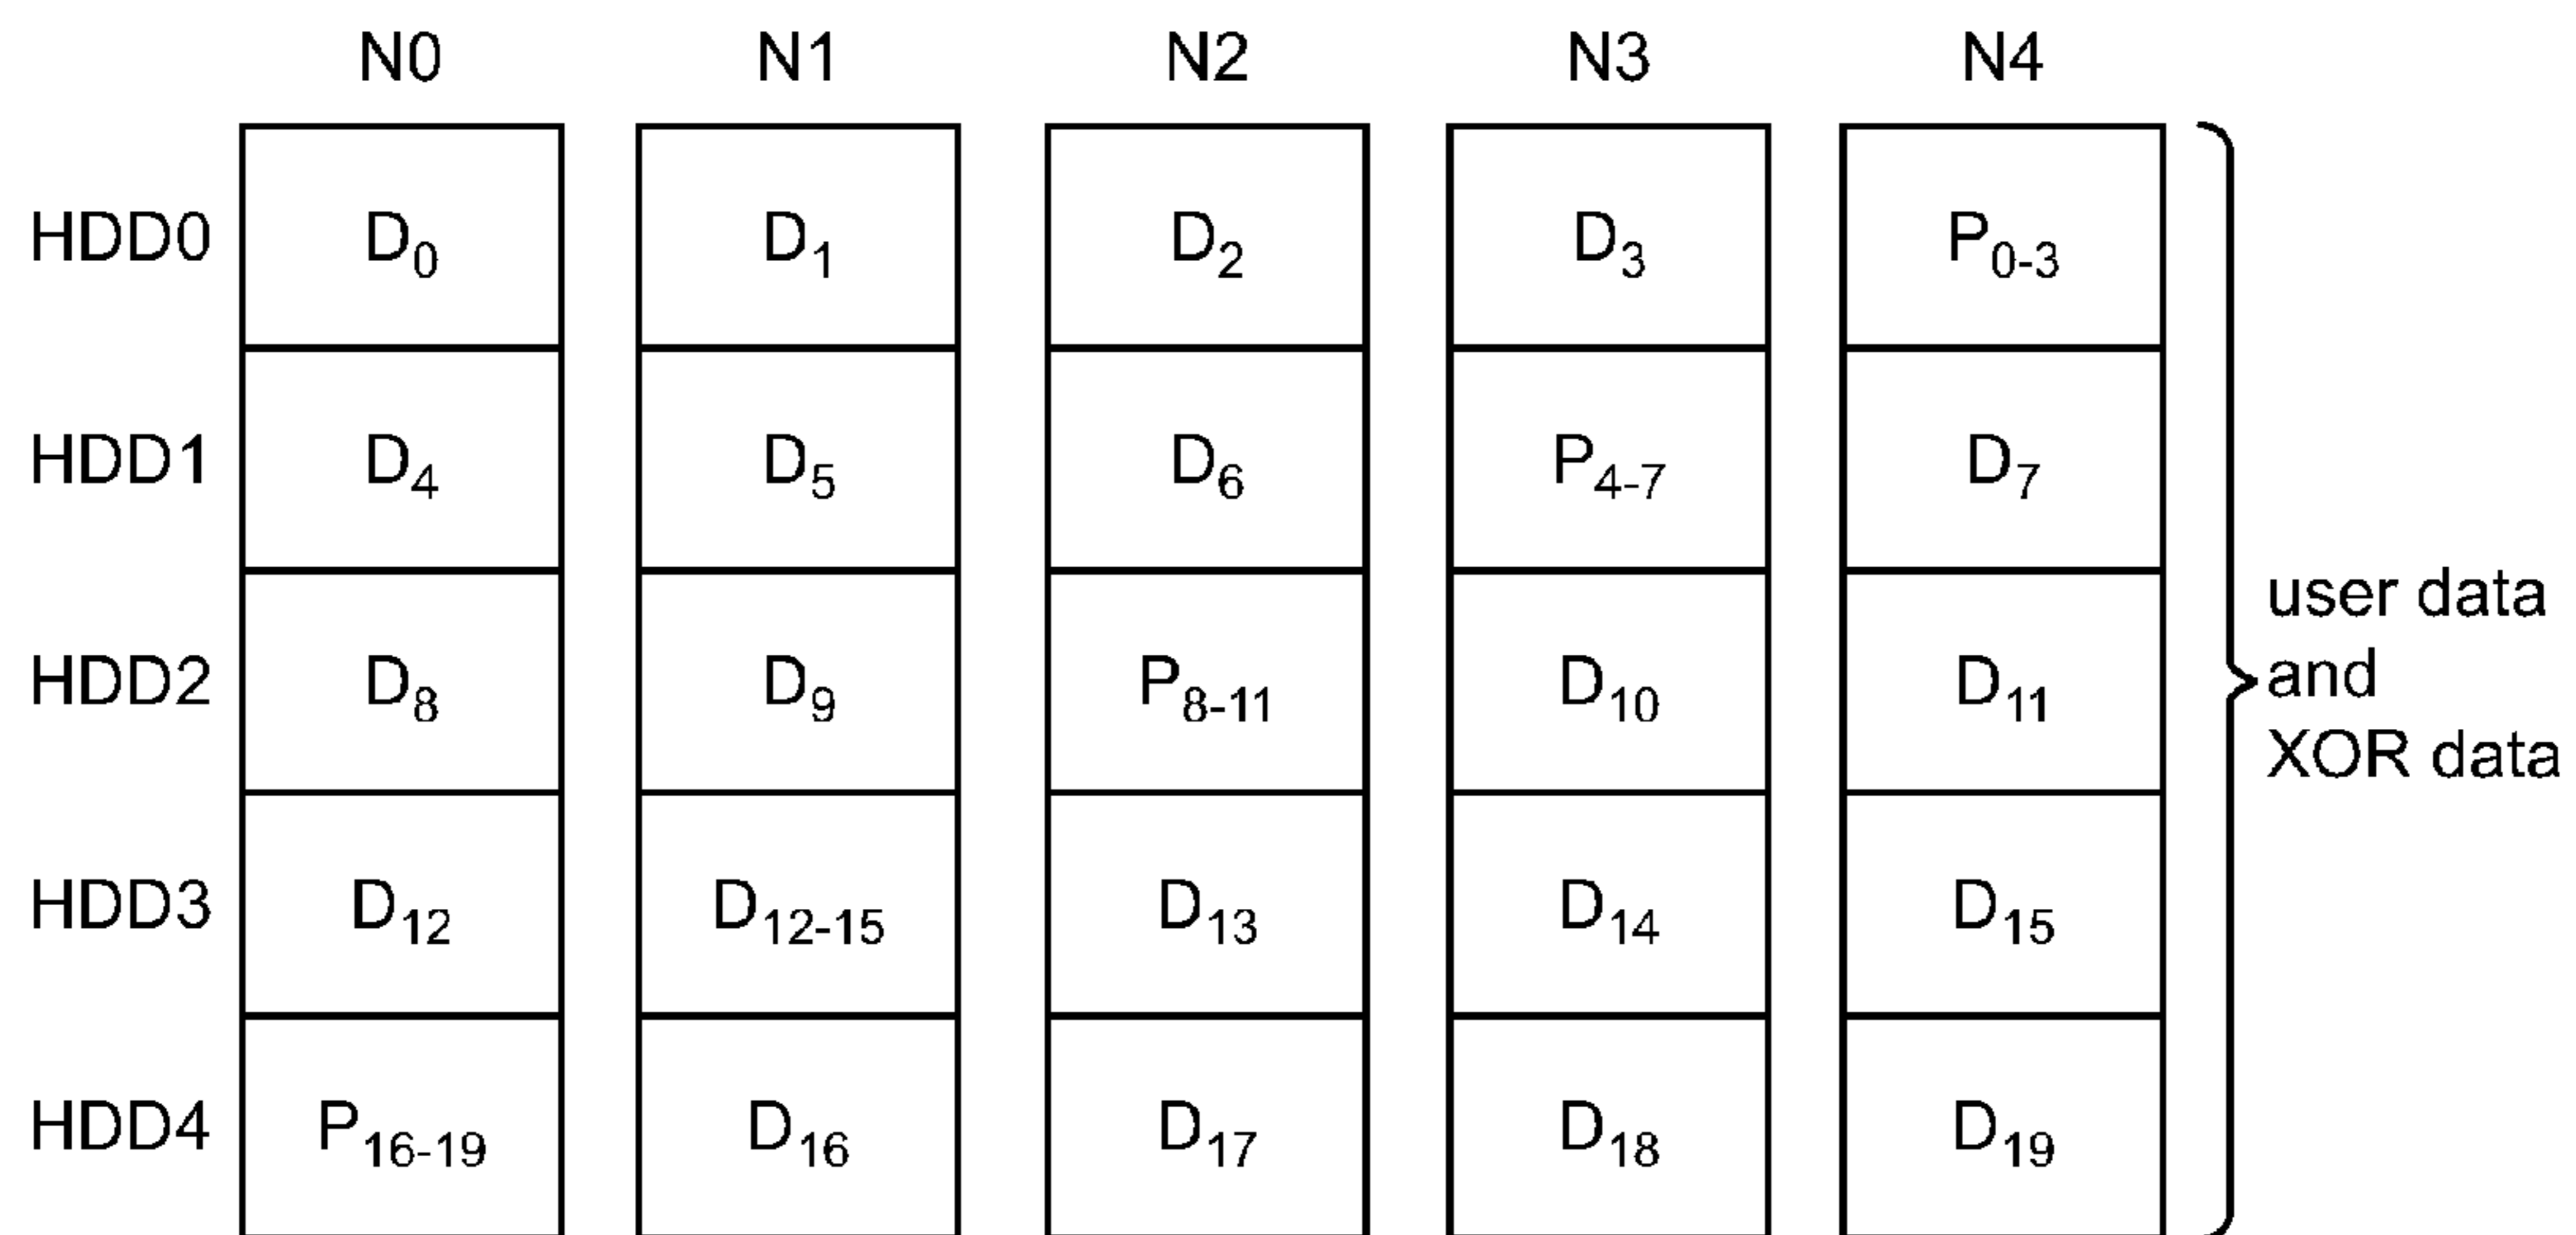 N0 N1 N2 N3 N4
HDD0 D0 D1 D2 D3 P0-3
HDD1 D4 D5 D6 P4-7 D7
HDD2 D8 D9 P8-11 D10 D11
HDD3 D12 D12-15 D13 D14 D15
HDD4 P16-19 D16 D17 D18 D19
user data
and
XOR data